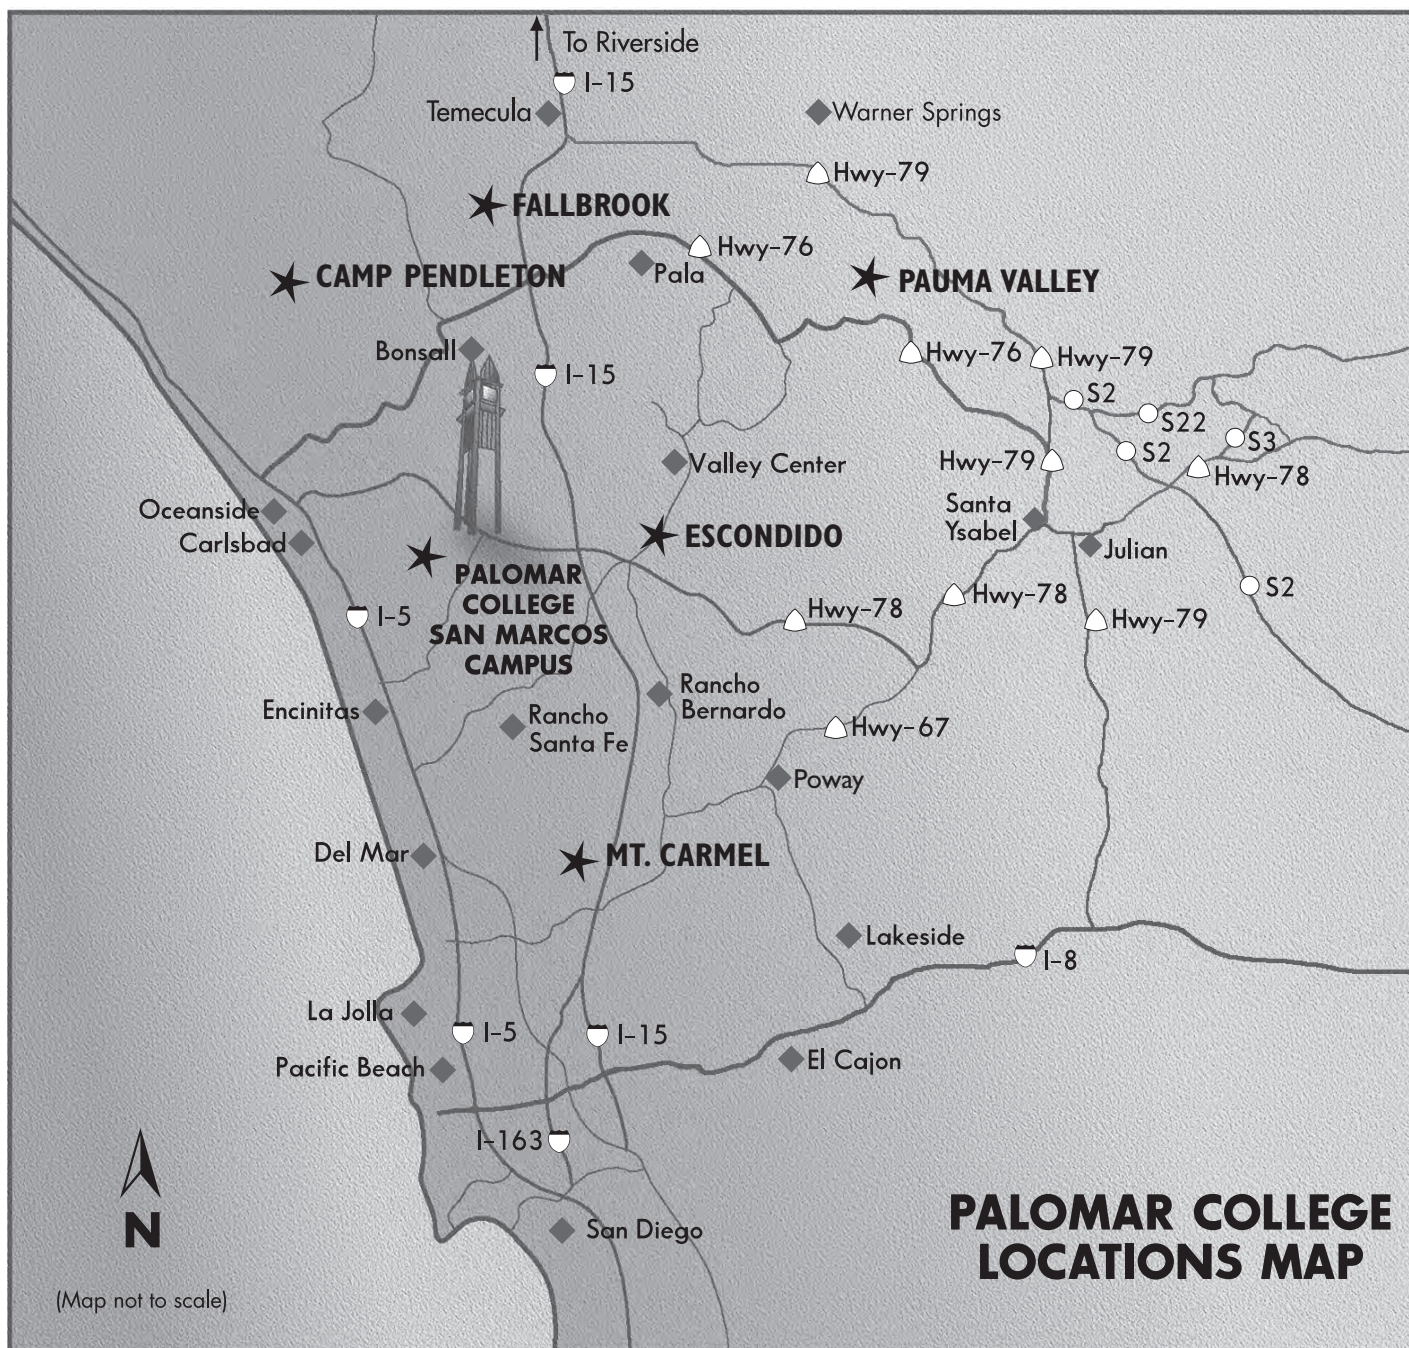 To Riverside
I-15
Temecula
Warner Springs
Hwy-79
FALLBROOK
Hwy-76
Pala
CAMP PENDLETON
PAUMA VALLEY
Bonsall
I-15
Hwy-76
Hwy-79
S2
S22
S3
S2
Hwy-78
Valley Center
Hwy-79
Oceanside
Carlsbad
Santa
Ysabel
Julian
ESCONDIDO
PALOMAR
COLLEGE
SAN MARCOS
CAMPUS
I-5
Hwy-78
Hwy-78
Hwy-79
S2
Encinitas
Rancho
Santa Fe
Rancho
Bernardo
Hwy-67
Poway
Del Mar
MT. CARMEL
Lakeside
I-8
La Jolla
I-5
I-15
Pacific Beach
El Cajon
I-163
San Diego
N
(Map not to scale)
PALOMAR COLLEGE
LOCATIONS MAP